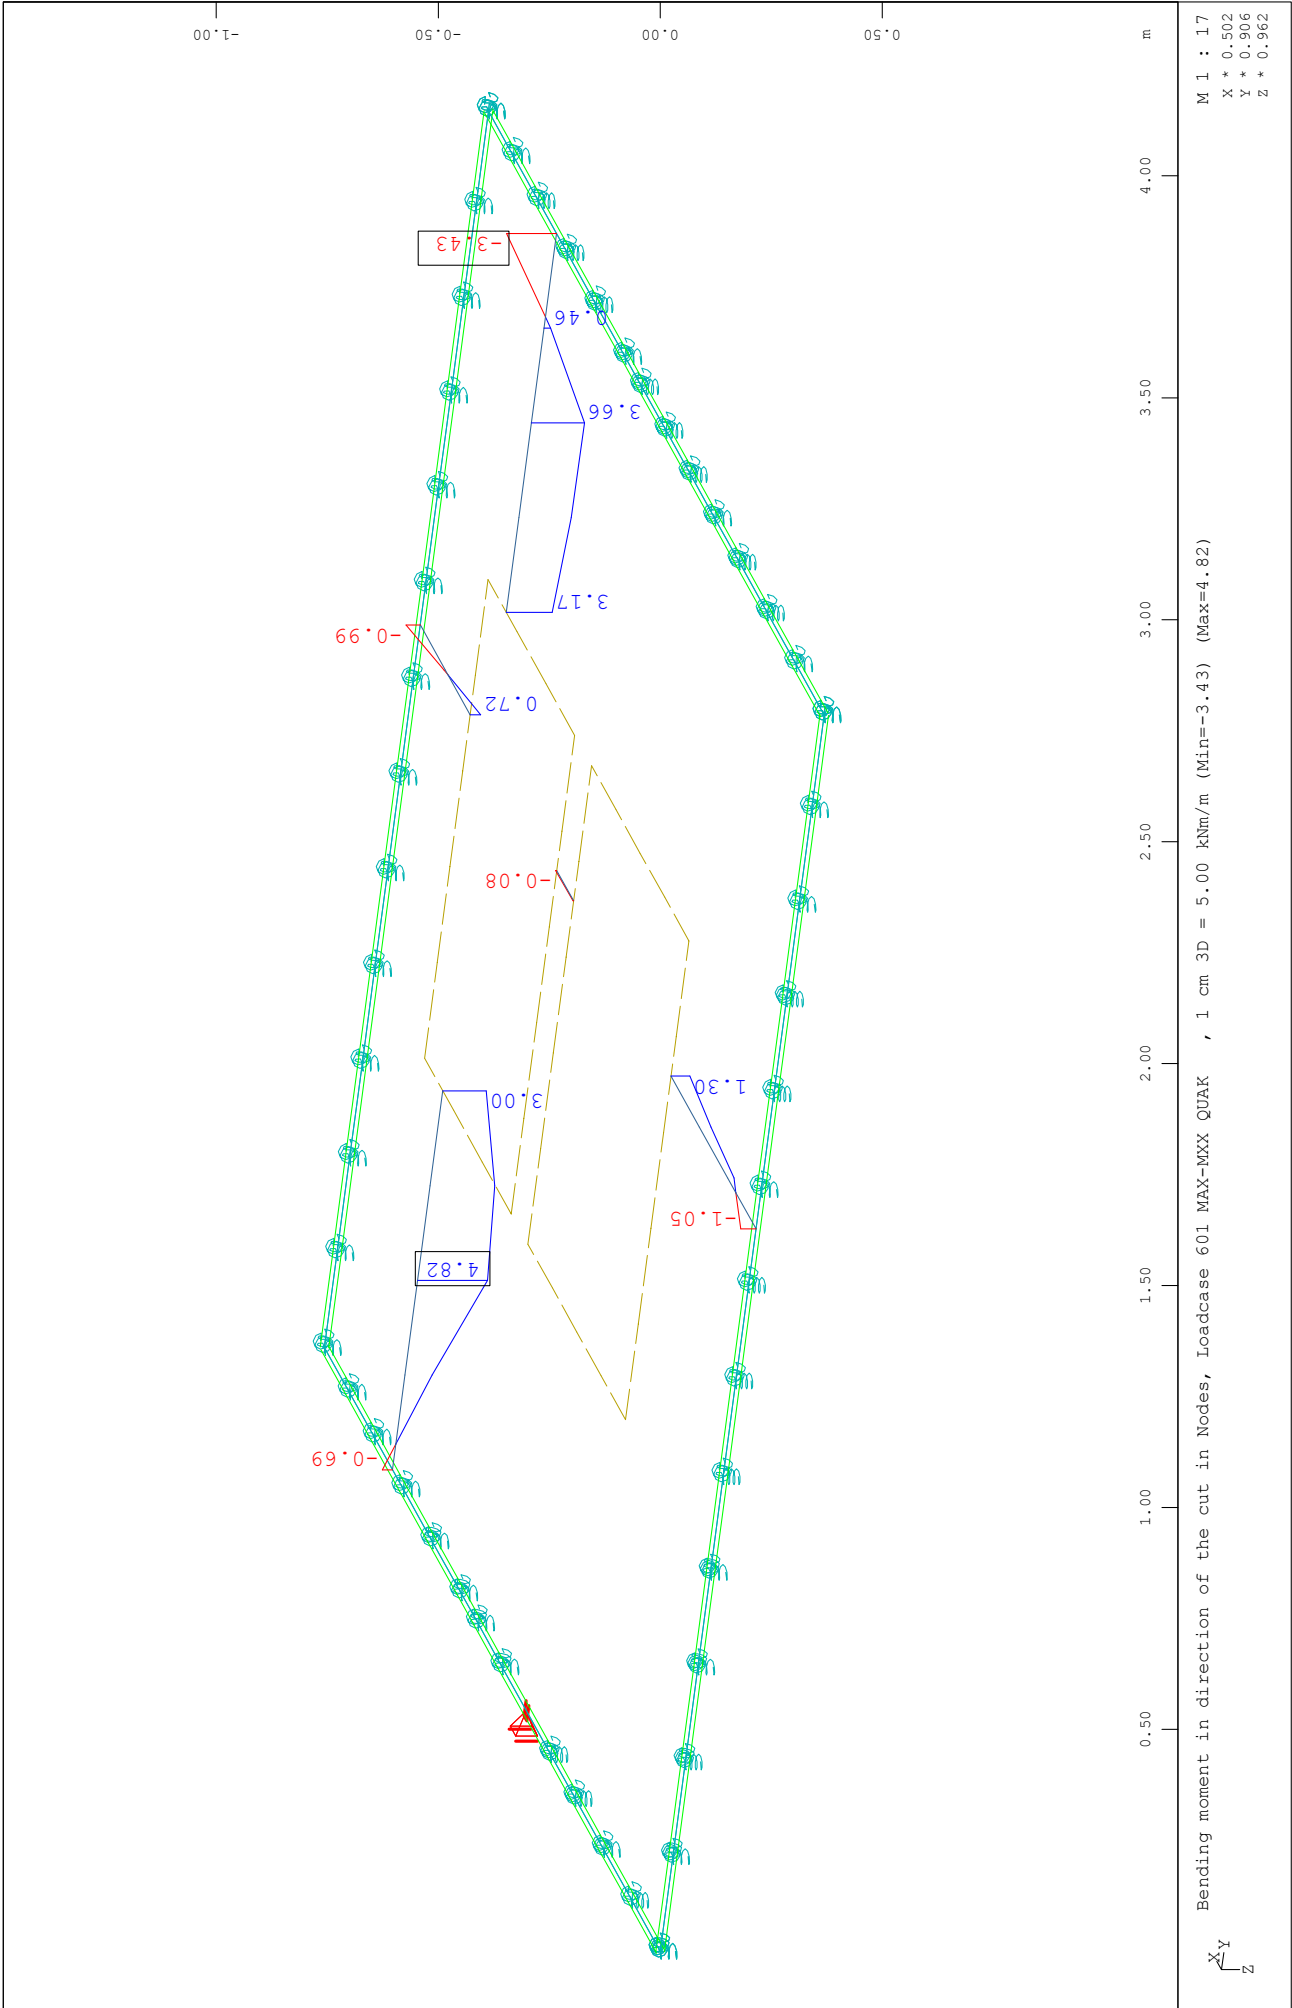 M 1 : 17
X * 0.502
Y * 0.906
Z * 0.962
-1.00
-0.50
0.00
0.50
m
4.00
3.50
3.00
2.50
2.00
1.50
1.00
0.50
-3.43
0.46
3.66
3.17
-0.99
0.72
-0.08
3.00
1.30
-1.05
4.82
-0.69
Bending moment in direction of the cut in Nodes, Loadcase 601 MAX-MXX QUAK , 1 cm 3D = 5.00 kNm/m (Min=-3.43) (Max=4.82)
X
Y
Z